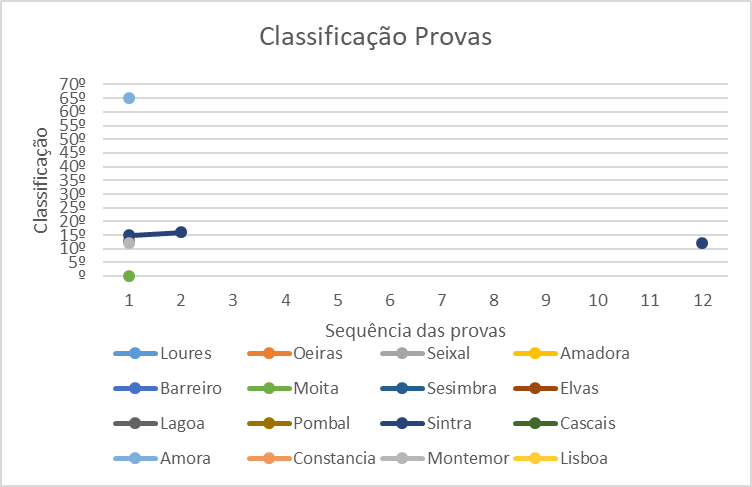 Classificação Provas
Classificação
70º
65º
60º
55º
50º
45º
40º
35º
30º
25º
20º
15º
10º
5º
º
1 2 3 4 5 6 7 8 9 10 11 12
Sequência das provas
Loures Oeiras Seixal Amadora
Barreiro Moita Sesimbra Elvas
Lagoa Pombal Sintra Cascais
Amora Constancia Montemor Lisboa